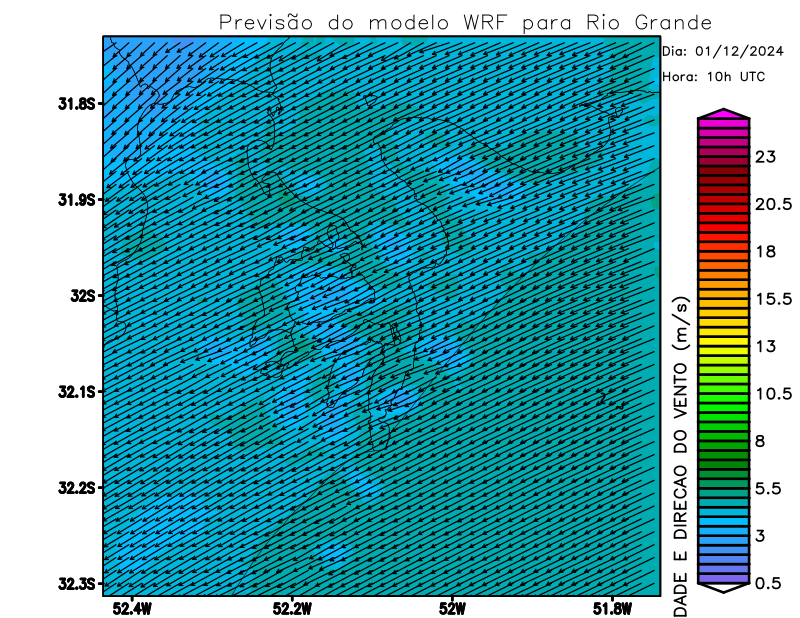 Previsão do modelo WRF para Rio Grande
Dia: 01/12/2024
Hora: 10h UTC
31.8S
31.9S
32S
32.1S
32.2S
32.3S
52.4W
52.2W
52W
51.8W
DADE E DIRECAO DO VENTO (m/s)
23
20.5
18
15.5
13
10.5
8
5.5
3
0.5